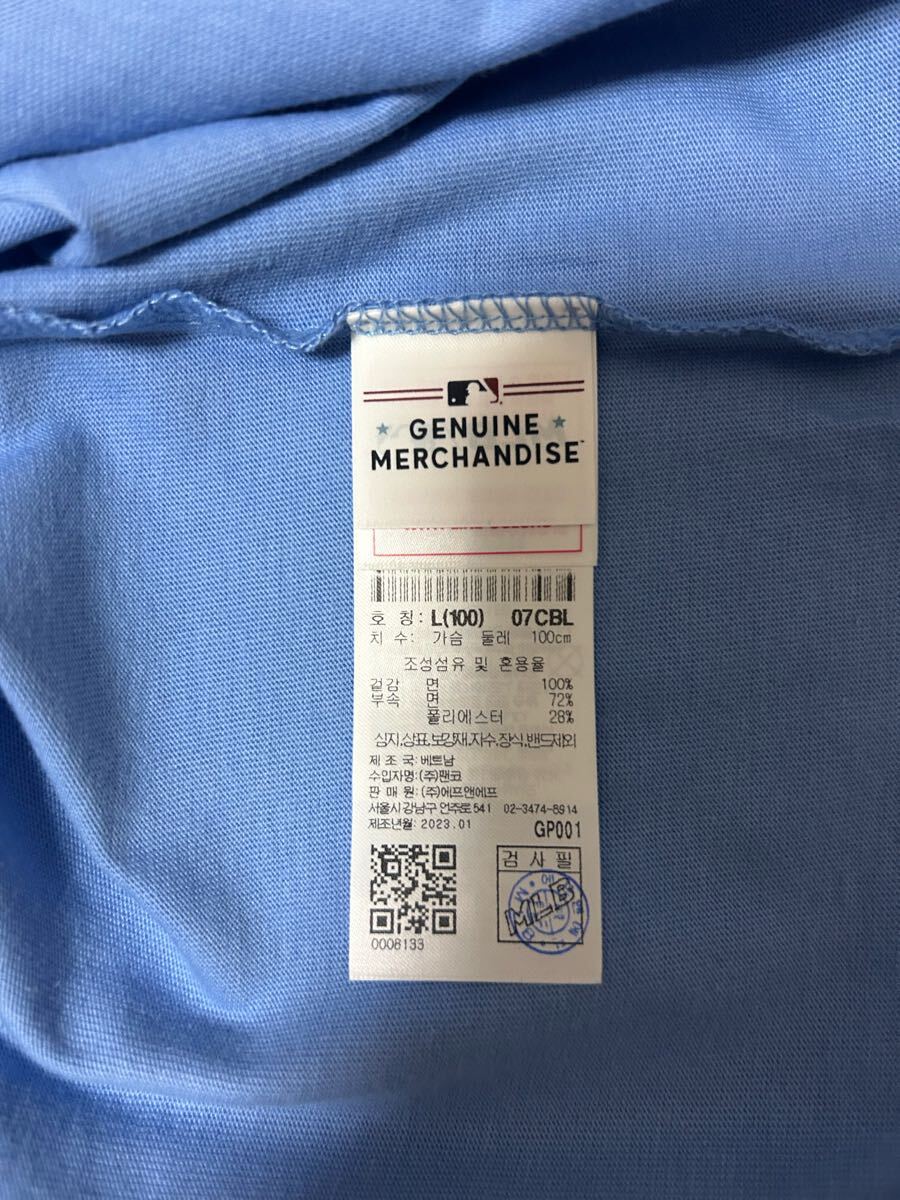 GENUINE
MERCHANDISE™
호 칭: L(100) 07CBL
치 수: 가슴 둘레 100cm
조성섬유 및 혼용율
겉감 면 100%
부속 면 72%
폴리에스터 28%
심지,상표,보강재,자수,장식,밴드제외
제 조 국:베트남
수입자명:(주)팬코
판 매 원:(주)에프앤에프
서울시 강남구 언주로 541 02-3474-8914
제조년월: 2023.01
GP001
검 사 필
MLB
0006133